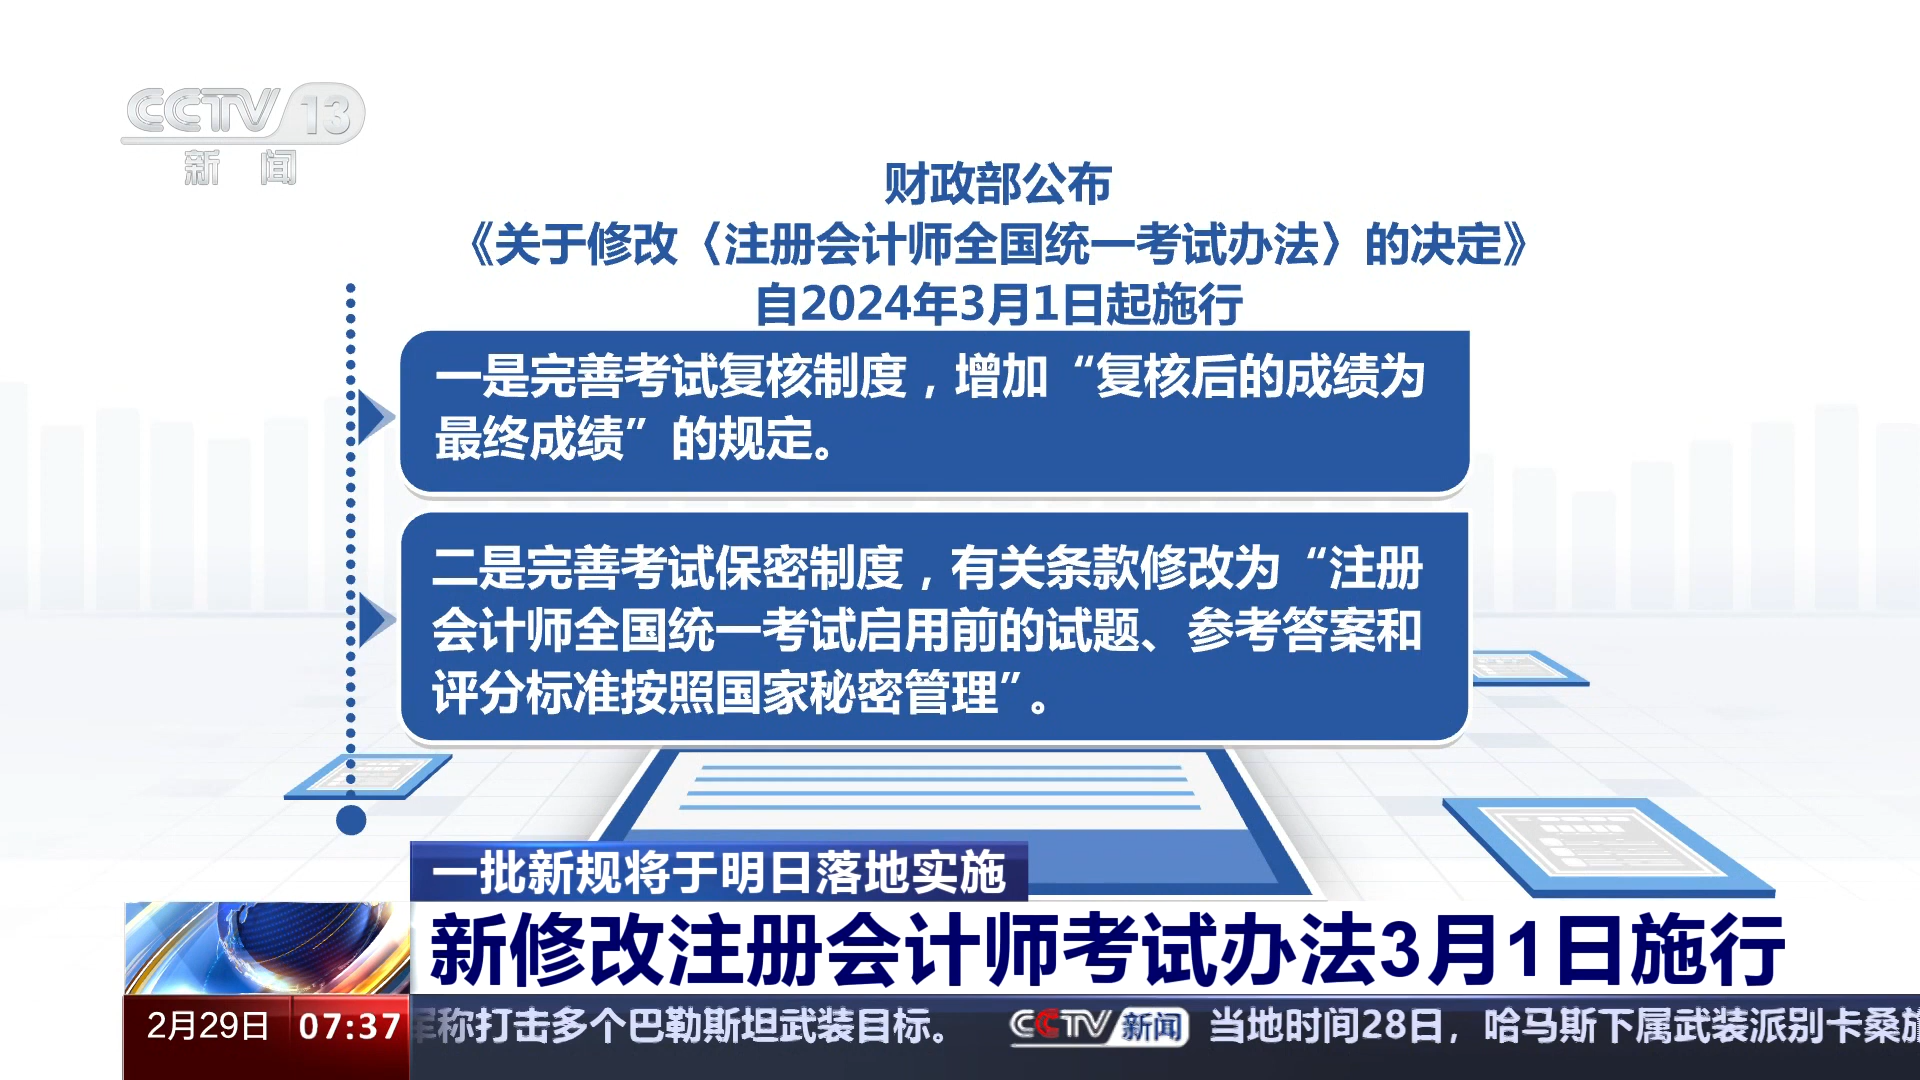 CCTV 13
新闻
财政部公布
《关于修改〈注册会计师全国统一考试办法〉的决定》
自2024年3月1日起施行
一是完善考试复核制度，增加“复核后的成绩为
最终成绩”的规定。
二是完善考试保密制度，有关条款修改为“注册
会计师全国统一考试启用前的试题、参考答案和
评分标准按照国家秘密管理”。
一批新规将于明日落地实施
新修改注册会计师考试办法3月1日施行
2月29日 07:37
军称打击多个巴勒斯坦武装目标。 CCTV新闻 当地时间28日，哈马斯下属武装派别卡桑